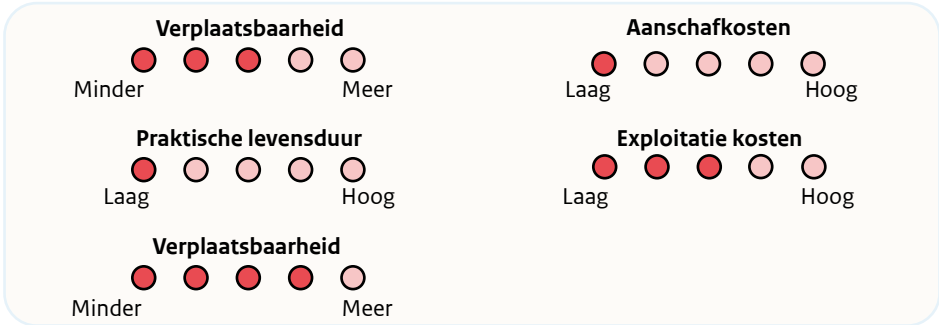 Verplaatsbaarheid
Minder Meer
Praktische levensduur
Laag Hoog
Verplaatsbaarheid
Minder Meer
Aanschafkosten
Laag Hoog
Exploitatie kosten
Laag Hoog